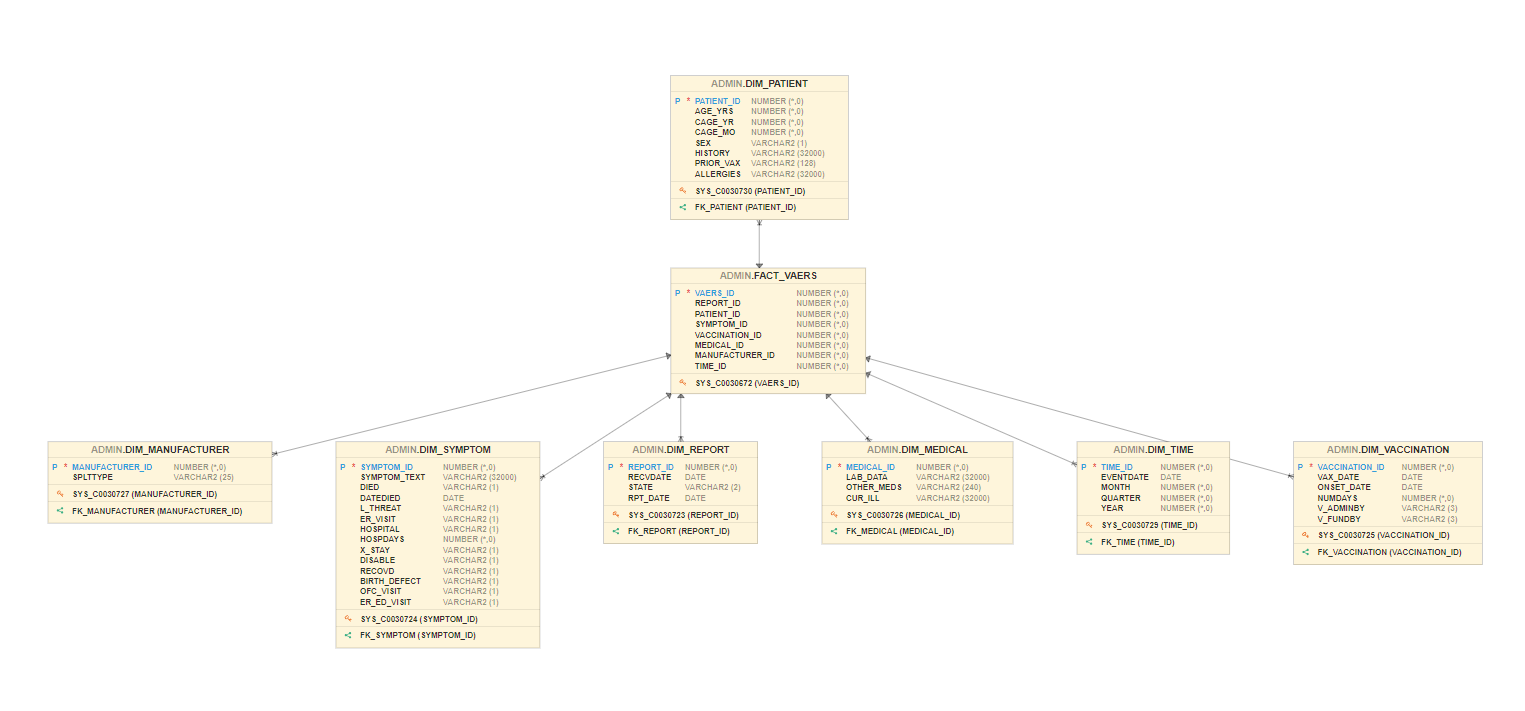 ADMIN.DIM_PATIENT
P * PATIENT_ID NUMBER (*,0)
AGE_YRS NUMBER (*,0)
CAGE_YR NUMBER (*,0)
CAGE_MO NUMBER (*,0)
SEX VARCHAR2 (1)
HISTORY VARCHAR2 (32000)
PRIOR_VAX VARCHAR2 (128)
ALLERGIES VARCHAR2 (32000)
SYS_C0030730 (PATIENT_ID)
FK_PATIENT (PATIENT_ID)
ADMIN.FACT_VAERS
P * VAERS_ID NUMBER (*,0)
REPORT_ID NUMBER (*,0)
PATIENT_ID NUMBER (*,0)
SYMPTOM_ID NUMBER (*,0)
VACCINATION_ID NUMBER (*,0)
MEDICAL_ID NUMBER (*,0)
MANUFACTURER_ID NUMBER (*,0)
TIME_ID NUMBER (*,0)
SYS_C0030672 (VAERS_ID)
ADMIN.DIM_MANUFACTURER
P * MANUFACTURER_ID NUMBER (*,0)
SPLTTYPE VARCHAR2 (25)
SYS_C0030727 (MANUFACTURER_ID)
FK_MANUFACTURER (MANUFACTURER_ID)
ADMIN.DIM_SYMPTOM
P * SYMPTOM_ID NUMBER (*,0)
SYMPTOM_TEXT VARCHAR2 (32000)
DIED VARCHAR2 (1)
DATEDIED DATE
L_THREAT VARCHAR2 (1)
ER_VISIT VARCHAR2 (1)
HOSPITAL VARCHAR2 (1)
HOSPDAYS NUMBER (*,0)
X_STAY VARCHAR2 (1)
DISABLE VARCHAR2 (1)
RECOVD VARCHAR2 (1)
BIRTH_DEFECT VARCHAR2 (1)
OFC_VISIT VARCHAR2 (1)
ER_ED_VISIT VARCHAR2 (1)
SYS_C0030724 (SYMPTOM_ID)
FK_SYMPTOM (SYMPTOM_ID)
ADMIN.DIM_REPORT
P * REPORT_ID NUMBER (*,0)
RECVDATE DATE
STATE VARCHAR2 (2)
RPT_DATE DATE
SYS_C0030723 (REPORT_ID)
FK_REPORT (REPORT_ID)
ADMIN.DIM_MEDICAL
P * MEDICAL_ID NUMBER (*,0)
LAB_DATA VARCHAR2 (32000)
OTHER_MEDS VARCHAR2 (240)
CUR_ILL VARCHAR2 (32000)
SYS_C0030726 (MEDICAL_ID)
FK_MEDICAL (MEDICAL_ID)
ADMIN.DIM_TIME
P * TIME_ID NUMBER (*,0)
EVENTDATE DATE
MONTH NUMBER (*,0)
QUARTER NUMBER (*,0)
YEAR NUMBER (*,0)
SYS_C0030729 (TIME_ID)
FK_TIME (TIME_ID)
ADMIN.DIM_VACCINATION
P * VACCINATION_ID NUMBER (*,0)
VAX_DATE DATE
ONSET_DATE DATE
NUMDAYS NUMBER (*,0)
V_ADMINBY VARCHAR2 (3)
V_FUNDBY VARCHAR2 (3)
SYS_C0030725 (VACCINATION_ID)
FK_VACCINATION (VACCINATION_ID)